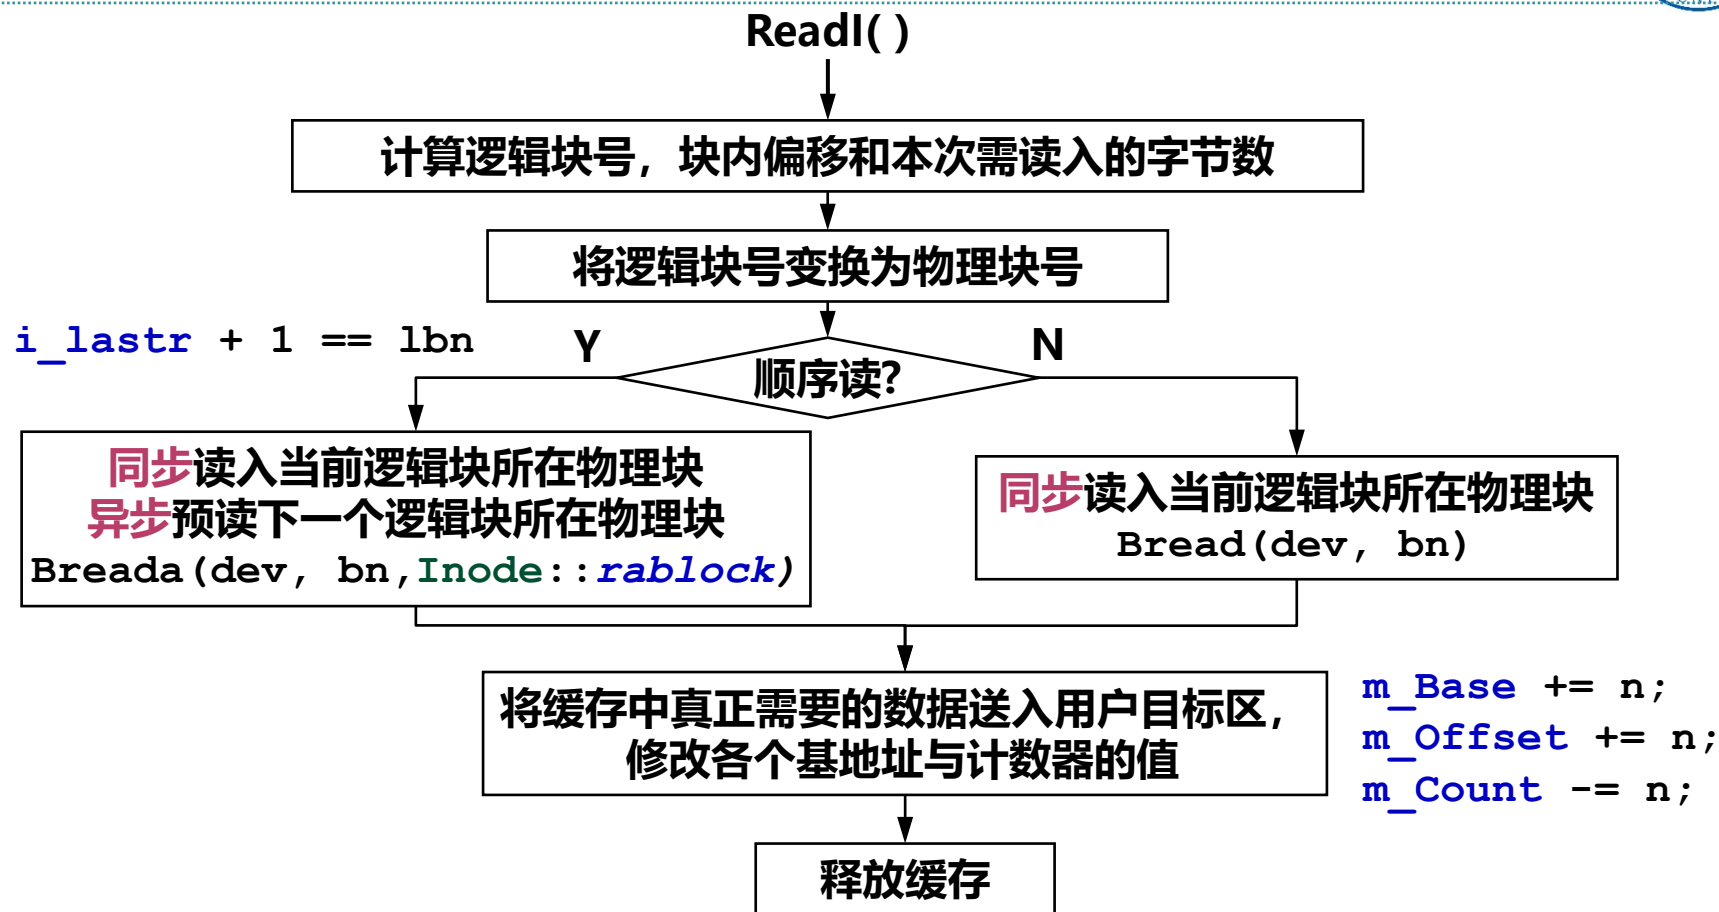 ReadI( )
计算逻辑块号，块内偏移和本次需读入的字节数
将逻辑块号变换为物理块号
i_lastr + 1 == lbn
Y
N
顺序读?
同步读入当前逻辑块所在物理块
异步预读下一个逻辑块所在物理块
Breada(dev, bn,Inode::rablock)
同步读入当前逻辑块所在物理块
Bread(dev, bn)
将缓存中真正需要的数据送入用户目标区，
修改各个基地址与计数器的值
m_Base += n;
m_Offset += n;
m_Count -= n;
释放缓存